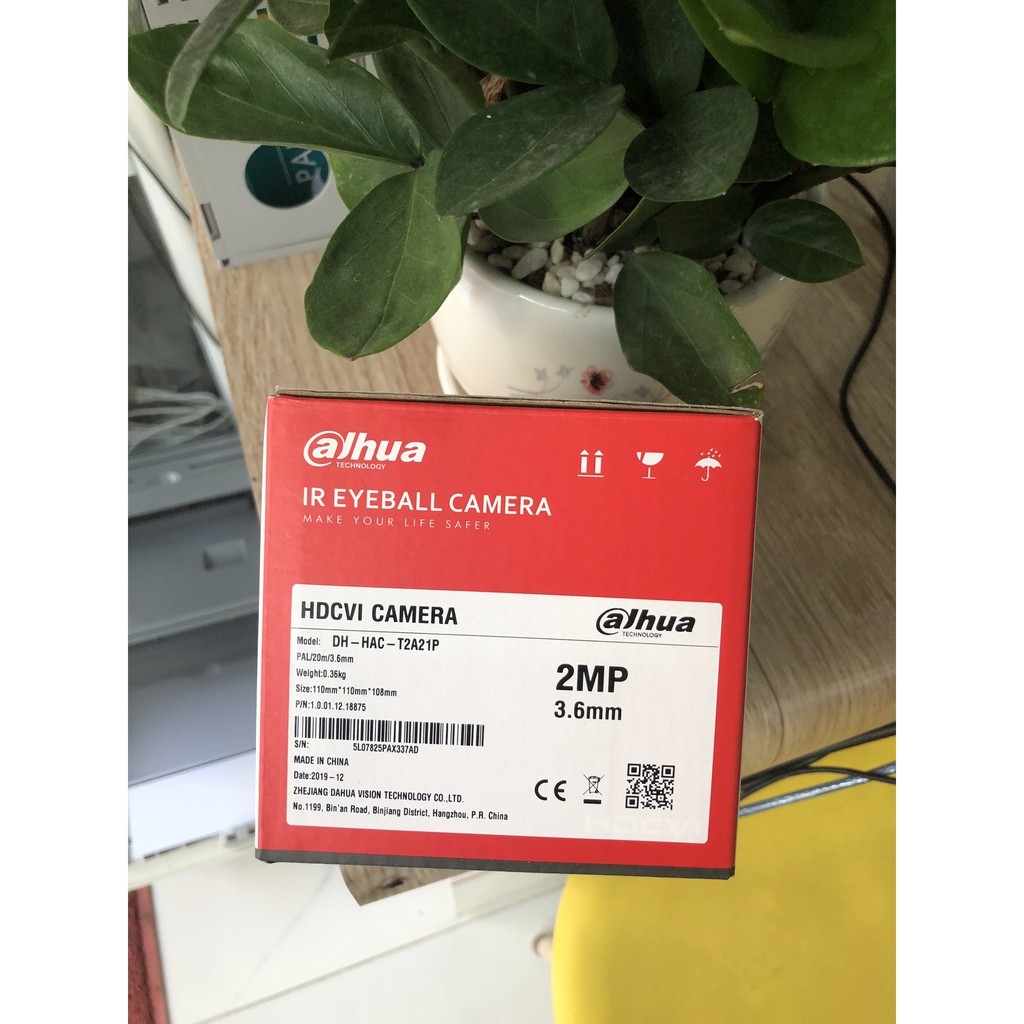 alhua
TECHNOLOGY
IR EYEBALL CAMERA
MAKE YOUR LIFE SAFER
HDCVI CAMERA
alhua
TECHNOLOGY
Model: DH-HAC-T2A21P
PAL/20m/3.6mm
Weight:0.36kg
Size:110mm*110mm*108mm
P/N:1.0.01.12.18875
2MP
3.6mm
S/N: 5L07825PAX337AD
MADE IN CHINA
Date:2019-12
ZHEJIANG DAHUA VISION TECHNOLOGY CO.,LTD.
No.1199, Bin'an Road, Binjiang District, Hangzhou, P.R. China
CE
HDCVI